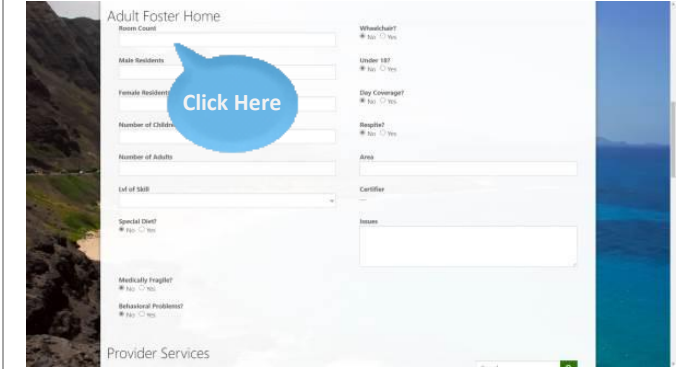 Adult Foster Home
Room Count
Wheelchair?
No Yes
Male Residents
Under 18?
No Yes
Female Residents
Day Coverage?
No Yes
Click Here
Number of Children
Respite?
No Yes
Number of Adults
Area
Lvl of Skill
Certifier
---
Special Diet?
No Yes
Issues
Medically Fragile?
No Yes
Behavioral Problems?
No Yes
Provider Services